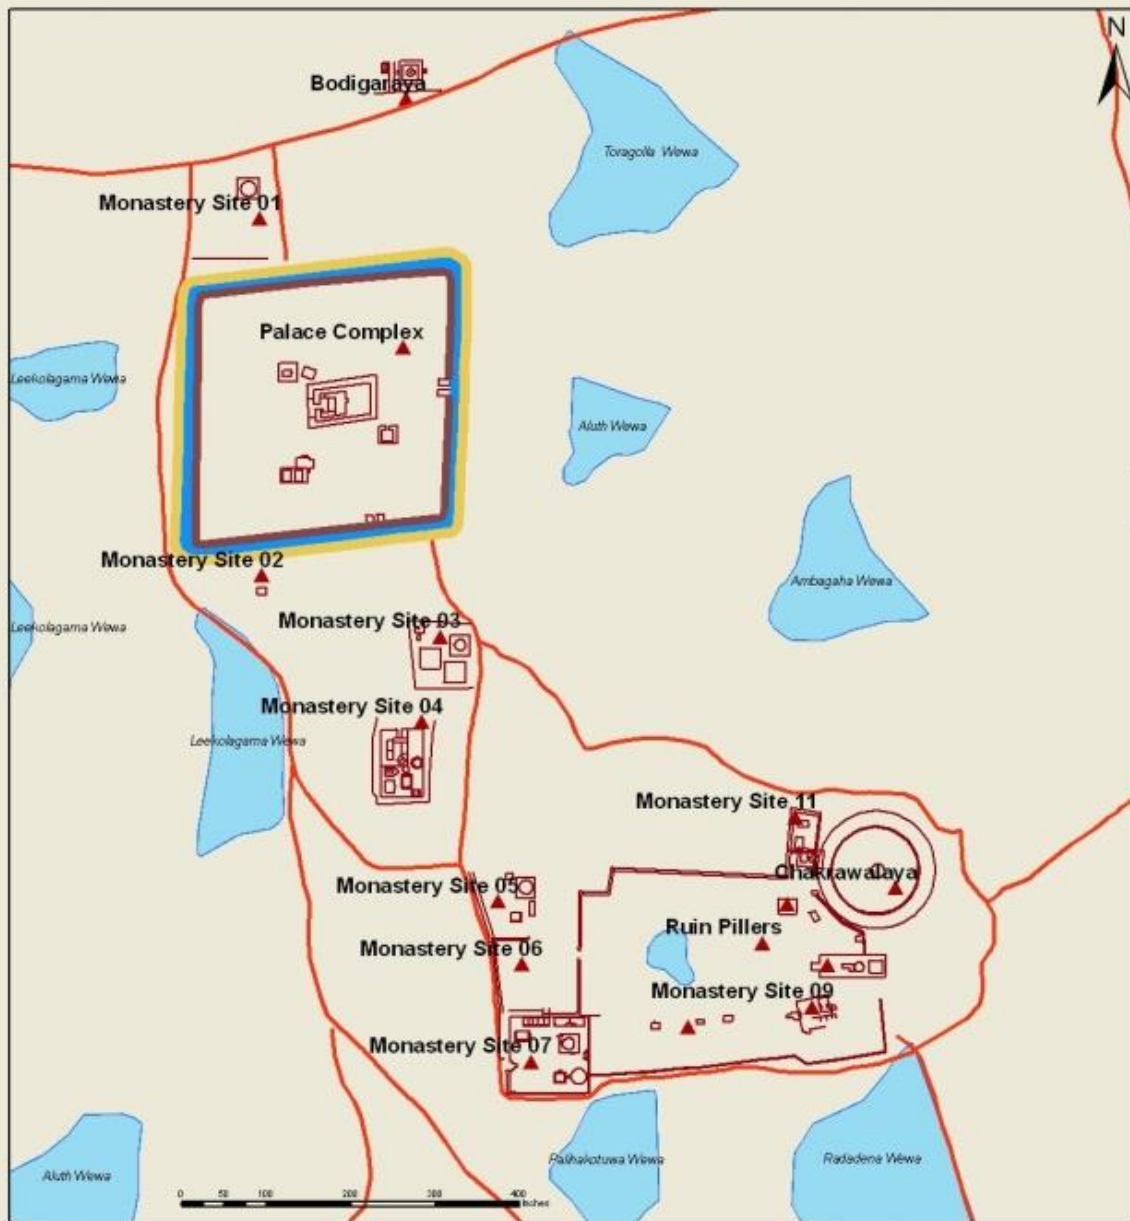 N
Bodigaraya
Toragolla Wewa
Monastery Site 01
Palace Complex
Leekolagama Wewa
Aluth Wewa
Monastery Site 02
Ambagaha Wewa
Monastery Site 03
Leekolagama Wewa
Monastery Site 04
Leekolagama Wewa
Monastery Site 11
Chakrawalaya
Monastery Site 05
Ruin Pillers
Monastery Site 06
Monastery Site 09
Monastery Site 07
Palihakotuwa Wewa
Radadena Wewa
Aluth Wewa
0 50 100 200 300 400
Inches